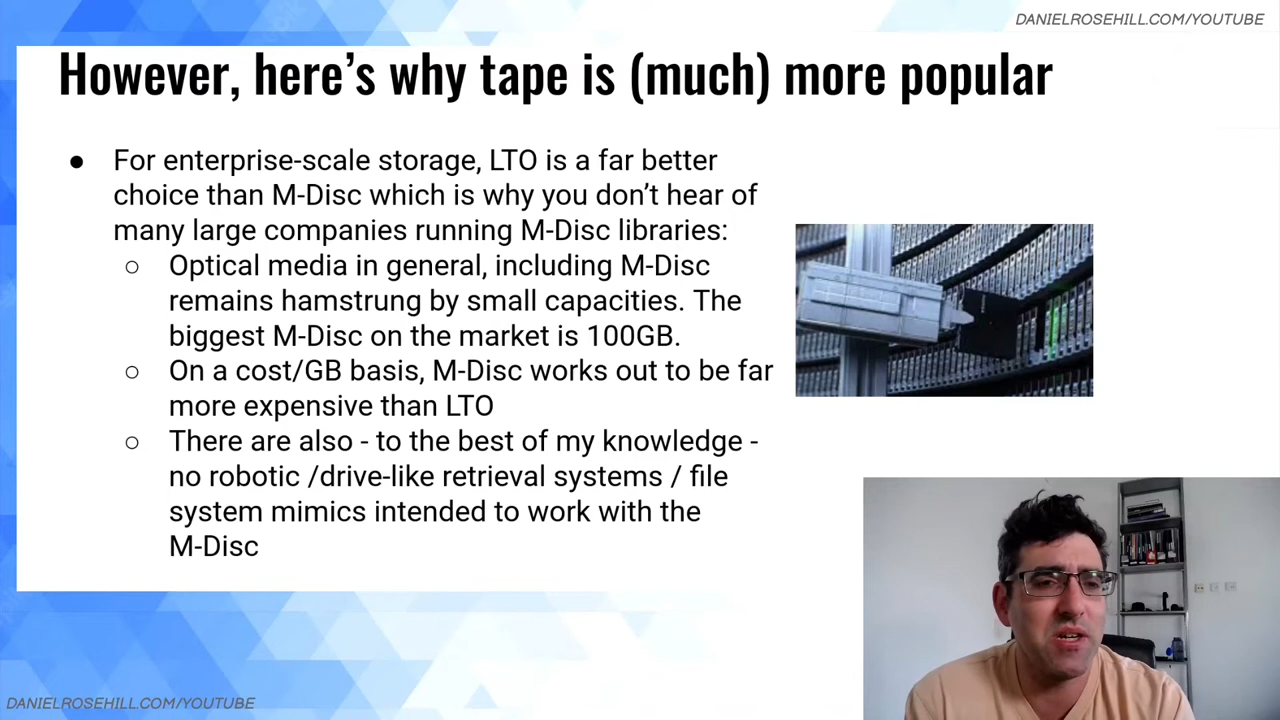 DANIELROSEHILL.COM/YOUTUBE
However, here's why tape is (much) more popular
● For enterprise-scale storage, LTO is a far better
choice than M-Disc which is why you don't hear of
many large companies running M-Disc libraries:
○ Optical media in general, including M-Disc
remains hamstrung by small capacities. The
biggest M-Disc on the market is 100GB.
○ On a cost/GB basis, M-Disc works out to be far
more expensive than LTO
○ There are also - to the best of my knowledge -
no robotic /drive-like retrieval systems / file
system mimics intended to work with the
M-Disc
DANIELROSEHILL.COM/YOUTUBE